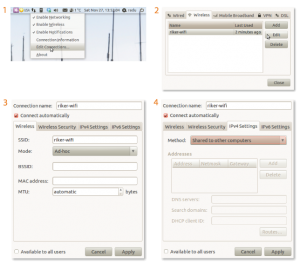 1
Sat Nov 27, 13:12
Hello
Enable Networking
Enable Wireless
Enable Notifications
Connection Information
Edit Connections...
About
2
Wired Wireless Mobile Broadband VPN DSL
Name Last Used Add
riker-wifi 2 minutes ago Edit
Delete
Close
3
Connection name: riker-wifi
Connect automatically
Wireless Wireless Security IPv4 Settings IPv6 Settings
SSID: riker-wifi
Mode: Ad-hoc
BSSID:
MAC address:
MTU: automatic bytes
Available to all users Cancel Apply
4
Connection name: riker-wifi
Connect automatically
Wireless Wireless Security IPv4 Settings IPv6 Settings
Method: Shared to other computers
Addresses
Address Netmask Gateway Add
Delete
DNS servers:
Search domains:
DHCP client ID:
Routes...
Available to all users Cancel Apply